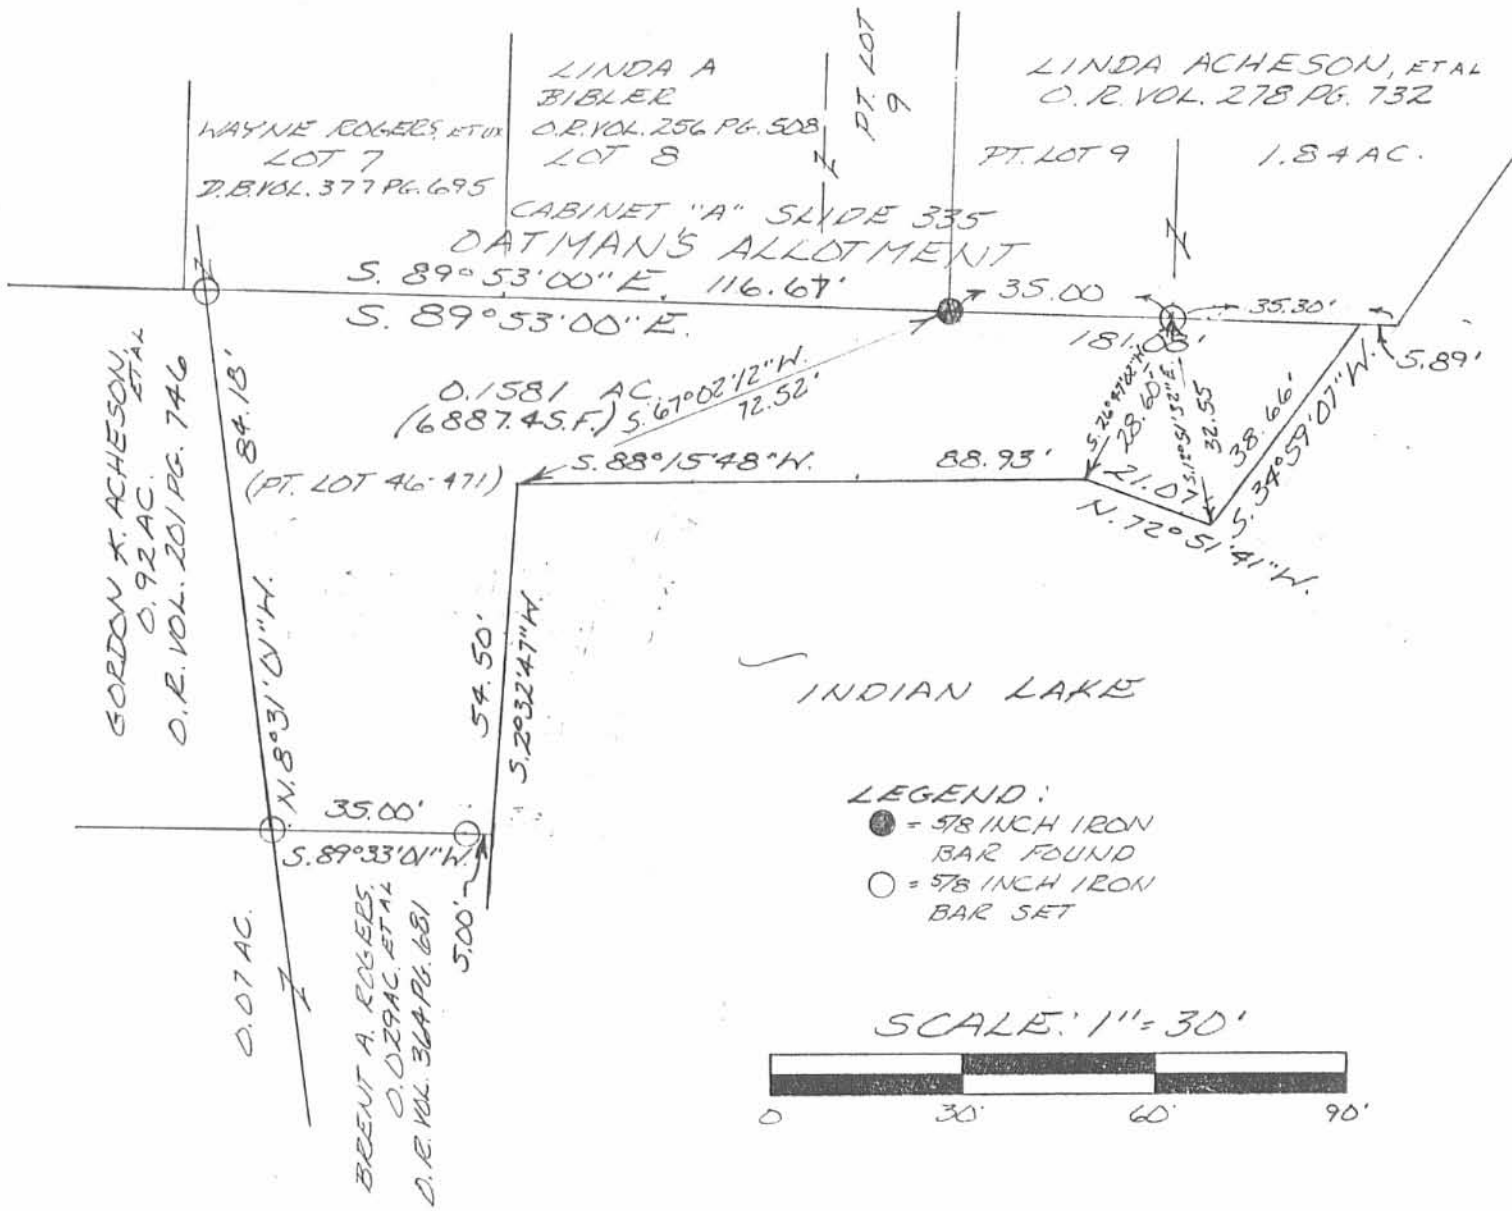 WAYNE ROGERS, ET UX
LOT 7
D.B.VOL. 377 PG. 695
LINDA A
BIBLER
O.R.VOL. 256 PG. 508
LOT 8
PT. LOT
9
LINDA ACHESON, ET AL
O.R. VOL. 278 PG. 732
PT. LOT 9
1.84 AC.
CABINET "A" SLIDE 335
OATMAN'S ALLOTMENT
S. 89° 53' 00" E. 116.67'
S. 89° 53' 00" E.
35.00
35.30'
181.08'
5.89'
GORDON K. ACHESON,
ET AL
0.92 AC.
O.R. VOL. 201 PG. 746
84.18'
N. 8° 31' 01" W.
0.1581 AC.
(6887.4 S.F.)
S. 67° 02' 12" W.
72.52'
(PT. LOT 46-471)
S. 88° 15' 48" W. 88.93'
28.60'
S. 12° 51' 52" E.
32.55
38.66'
S. 34° 59' 07" W.
21.07
N. 72° 51' 41" W.
54.50'
S. 2° 32' 47" W.
INDIAN LAKE
35.00'
S. 89° 33' 01" W.
5.00'
0.07 AC.
BRENT A. ROGERS,
ET AL
0.029 AC.
O.R. VOL. 364 PG. 681
LEGEND:
= 5/8 INCH IRON
BAR FOUND
= 5/8 INCH IRON
BAR SET
SCALE: 1" = 30'
0 30' 60' 90'